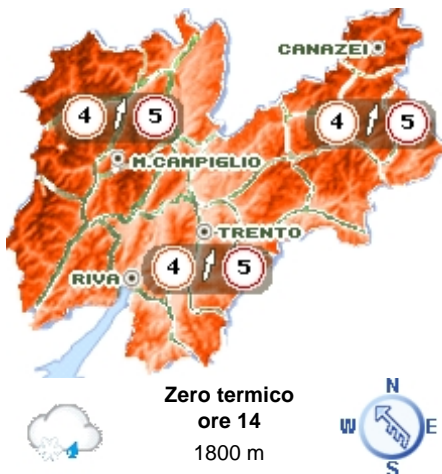 CANAZEI
4 5
4 5
M.CAMPIGLIO
TRENTO
4 5
RIVA
Zero termico
ore 14
1800 m
N
W E
S